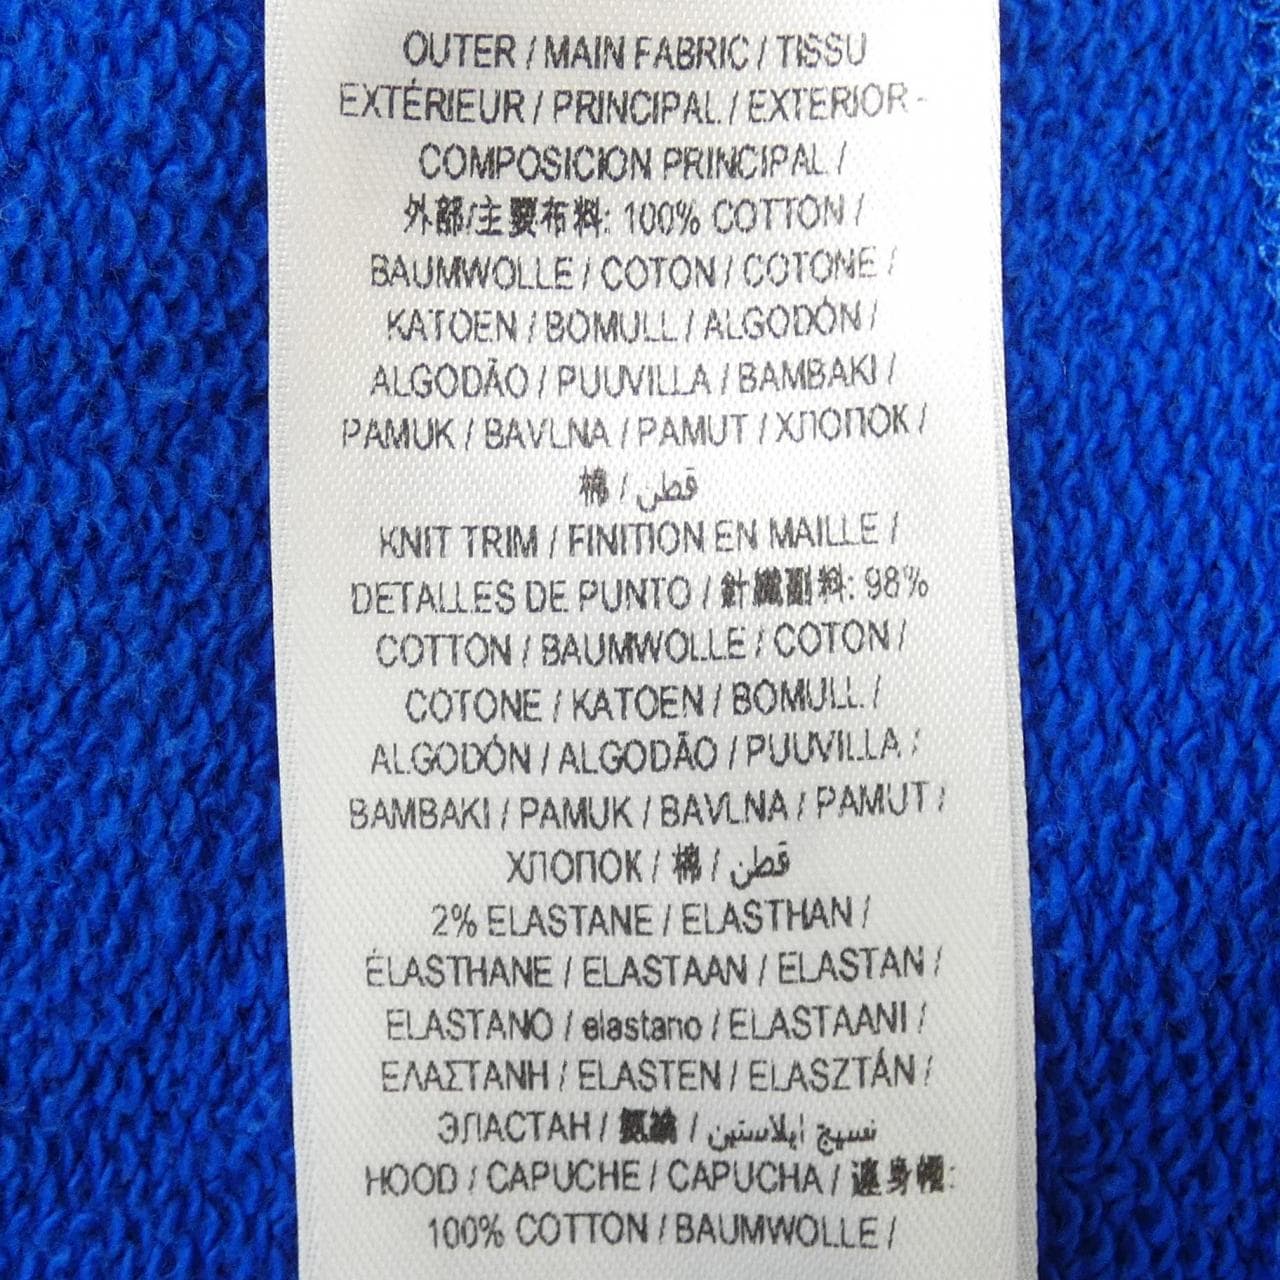 OUTER / MAIN FABRIC / TISSU
EXTÉRIEUR / PRINCIPAL / EXTERIOR -
COMPOSICION PRINCIPAL /
外部/主要布料: 100% COTTON /
BAUMWOLLE / COTON / COTONE /
KATOEN / BOMULL / ALGODÓN /
ALGODÃO / PUUVILLA / BAMBAKI /
PAMUK / BAVLNA / PAMUT / ХЛОПОК /
棉 / قطن
KNIT TRIM / FINITION EN MAILLE /
DETALLES DE PUNTO / 針織副料: 98%
COTTON / BAUMWOLLE / COTON /
COTONE / KATOEN / BOMULL /
ALGODÓN / ALGODÃO / PUUVILLA /
BAMBAKI / PAMUK / BAVLNA / PAMUT /
ХЛОПОК / 棉 / قطن
2% ELASTANE / ELASTHAN /
ÉLASTHANE / ELASTAAN / ELASTAN /
ELASTANO / elastano / ELASTAANI /
ΕΛΑΣΤΑΝΗ / ELASTEN / ELASZTÁN /
ЭЛАСТАН / 氨綸 / نسيج ايلاستين
HOOD / CAPUCHE / CAPUCHA / 連身帽:
100% COTTON / BAUMWOLLE /